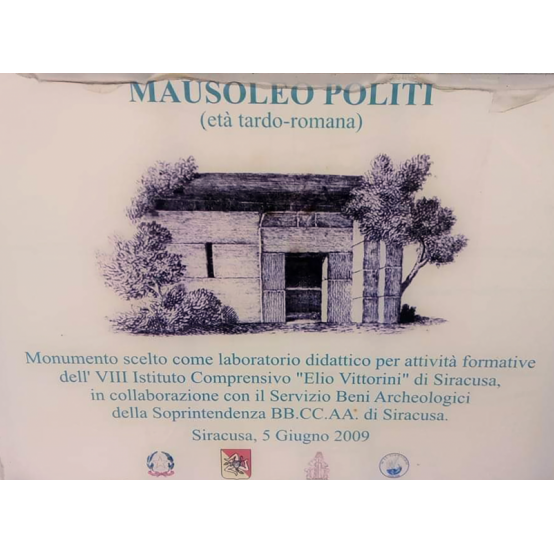 MAUSOLEO POLITI
(età tardo-romana)
Monumento scelto come laboratorio didattico per attività formative
dell' VIII Istituto Comprensivo "Elio Vittorini" di Siracusa,
in collaborazione con il Servizio Beni Archeologici
della Soprintendenza BB.CC.AA. di Siracusa.
Siracusa, 5 Giugno 2009